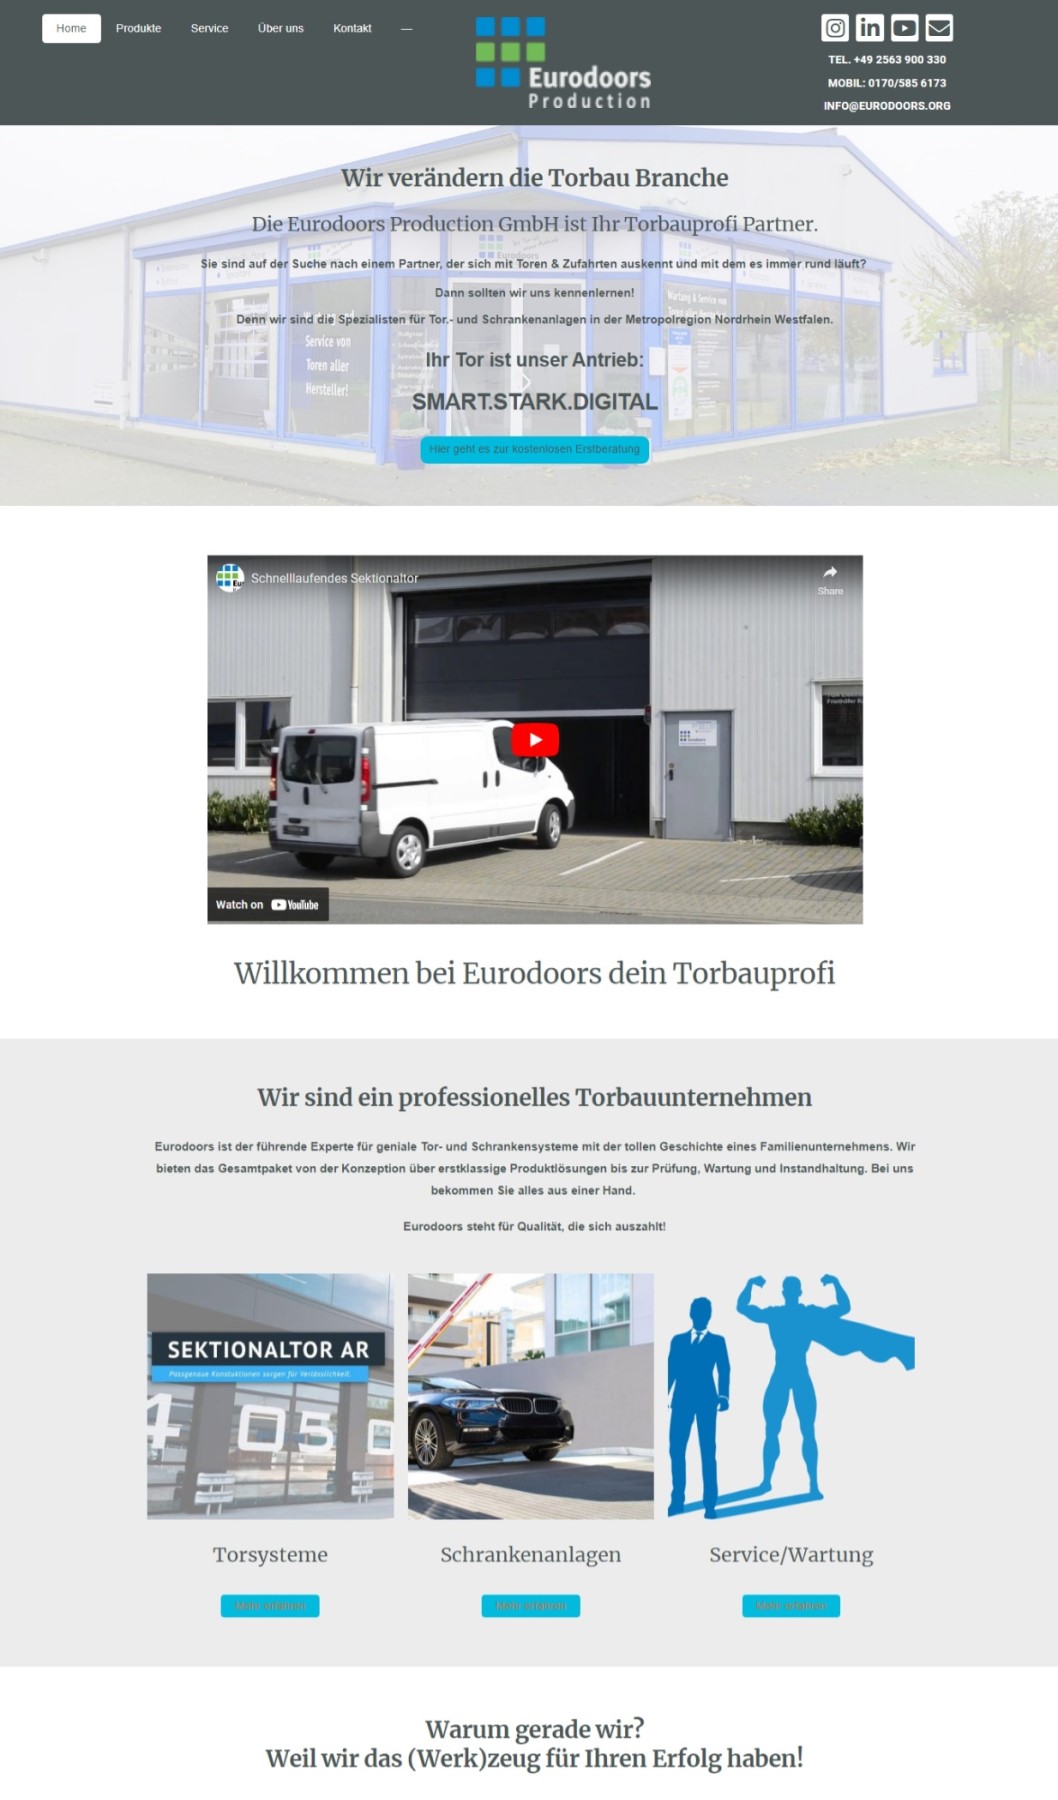 Home Produkte Service Über uns Kontakt —
Eurodoors
Production
TEL. +49 2563 900 330
MOBIL: 0170/585 6173
INFO@EURODOORS.ORG
Wir verändern die Torbau Branche
Die Eurodoors Production GmbH ist Ihr Torbauprofi Partner.
Sie sind auf der Suche nach einem Partner, der sich mit Toren & Zufahrten auskennt und mit dem es immer rund läuft?
Dann sollten wir uns kennenlernen!
Denn wir sind die Spezialisten für Tor.- und Schrankenanlagen in der Metropolregion Nordrhein Westfalen.
Wartung und
Service von
Toren aller
Hersteller!
Ihr Tor ist unser Antrieb:
SMART.STARK.DIGITAL
Hier geht es zur kostenlosen Erstberatung
Schnelllaufendes Sektionaltor
Share
Eurodoors
Watch on YouTube
Willkommen bei Eurodoors dein Torbauprofi
Wir sind ein professionelles Torbauunternehmen
Eurodoors ist der führende Experte für geniale Tor- und Schrankensysteme mit der tollen Geschichte eines Familienunternehmens. Wir
bieten das Gesamtpaket von der Konzeption über erstklassige Produktlösungen bis zur Prüfung, Wartung und Instandhaltung. Bei uns
bekommen Sie alles aus einer Hand.
Eurodoors steht für Qualität, die sich auszahlt!
SEKTIONALTOR AR
Passgenaue Konstuktionen sorgen für Verlässlichkeit.
4 05 0
Torsysteme
Schrankenanlagen
Service/Wartung
Mehr erfahren
Mehr erfahren
Mehr erfahren
Warum gerade wir?
Weil wir das (Werk)zeug für Ihren Erfolg haben!